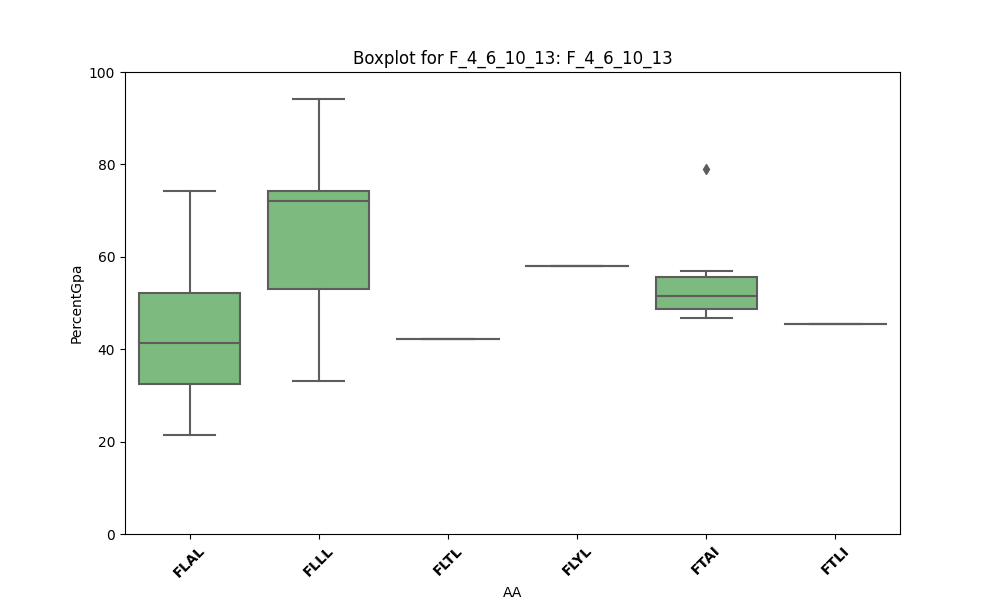 Boxplot for F_4_6_10_13: F_4_6_10_13
100
80
60
40
20
0
PercentGpa
FLAL
FLLL
FLTL
FLYL
FTAI
FTLI
AA